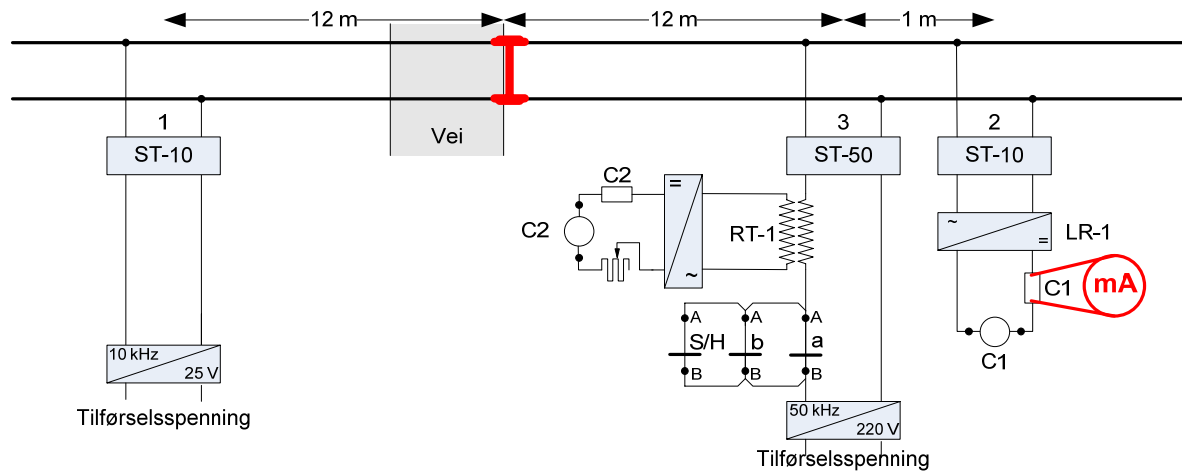 12 m
12 m
1 m
Vei
1
ST-10
3
ST-50
2
ST-10
C2
=
C2
RT-1
~
~
=
LR-1
C1
mA
C1
A
A
A
S/H
b
a
B
B
B
10 kHz
25 V
Tilførselsspenning
50 kHz
220 V
Tilførselsspenning